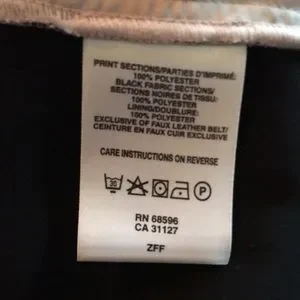 PRINT SECTIONS/PARTIES D'IMPRIMÉ:
100% POLYESTER
BLACK FABRIC SECTIONS/
SECTIONS NOIRES DE TISSU:
100% POLYESTER
LINING/DOUBLURE:
100% POLYESTER
EXCLUSIVE OF FAUX LEATHER BELT/
CEINTURE EN FAUX CUIR EXCLUSIVE
CARE INSTRUCTIONS ON REVERSE
30 P
RN 68596
CA 31127
ZFF